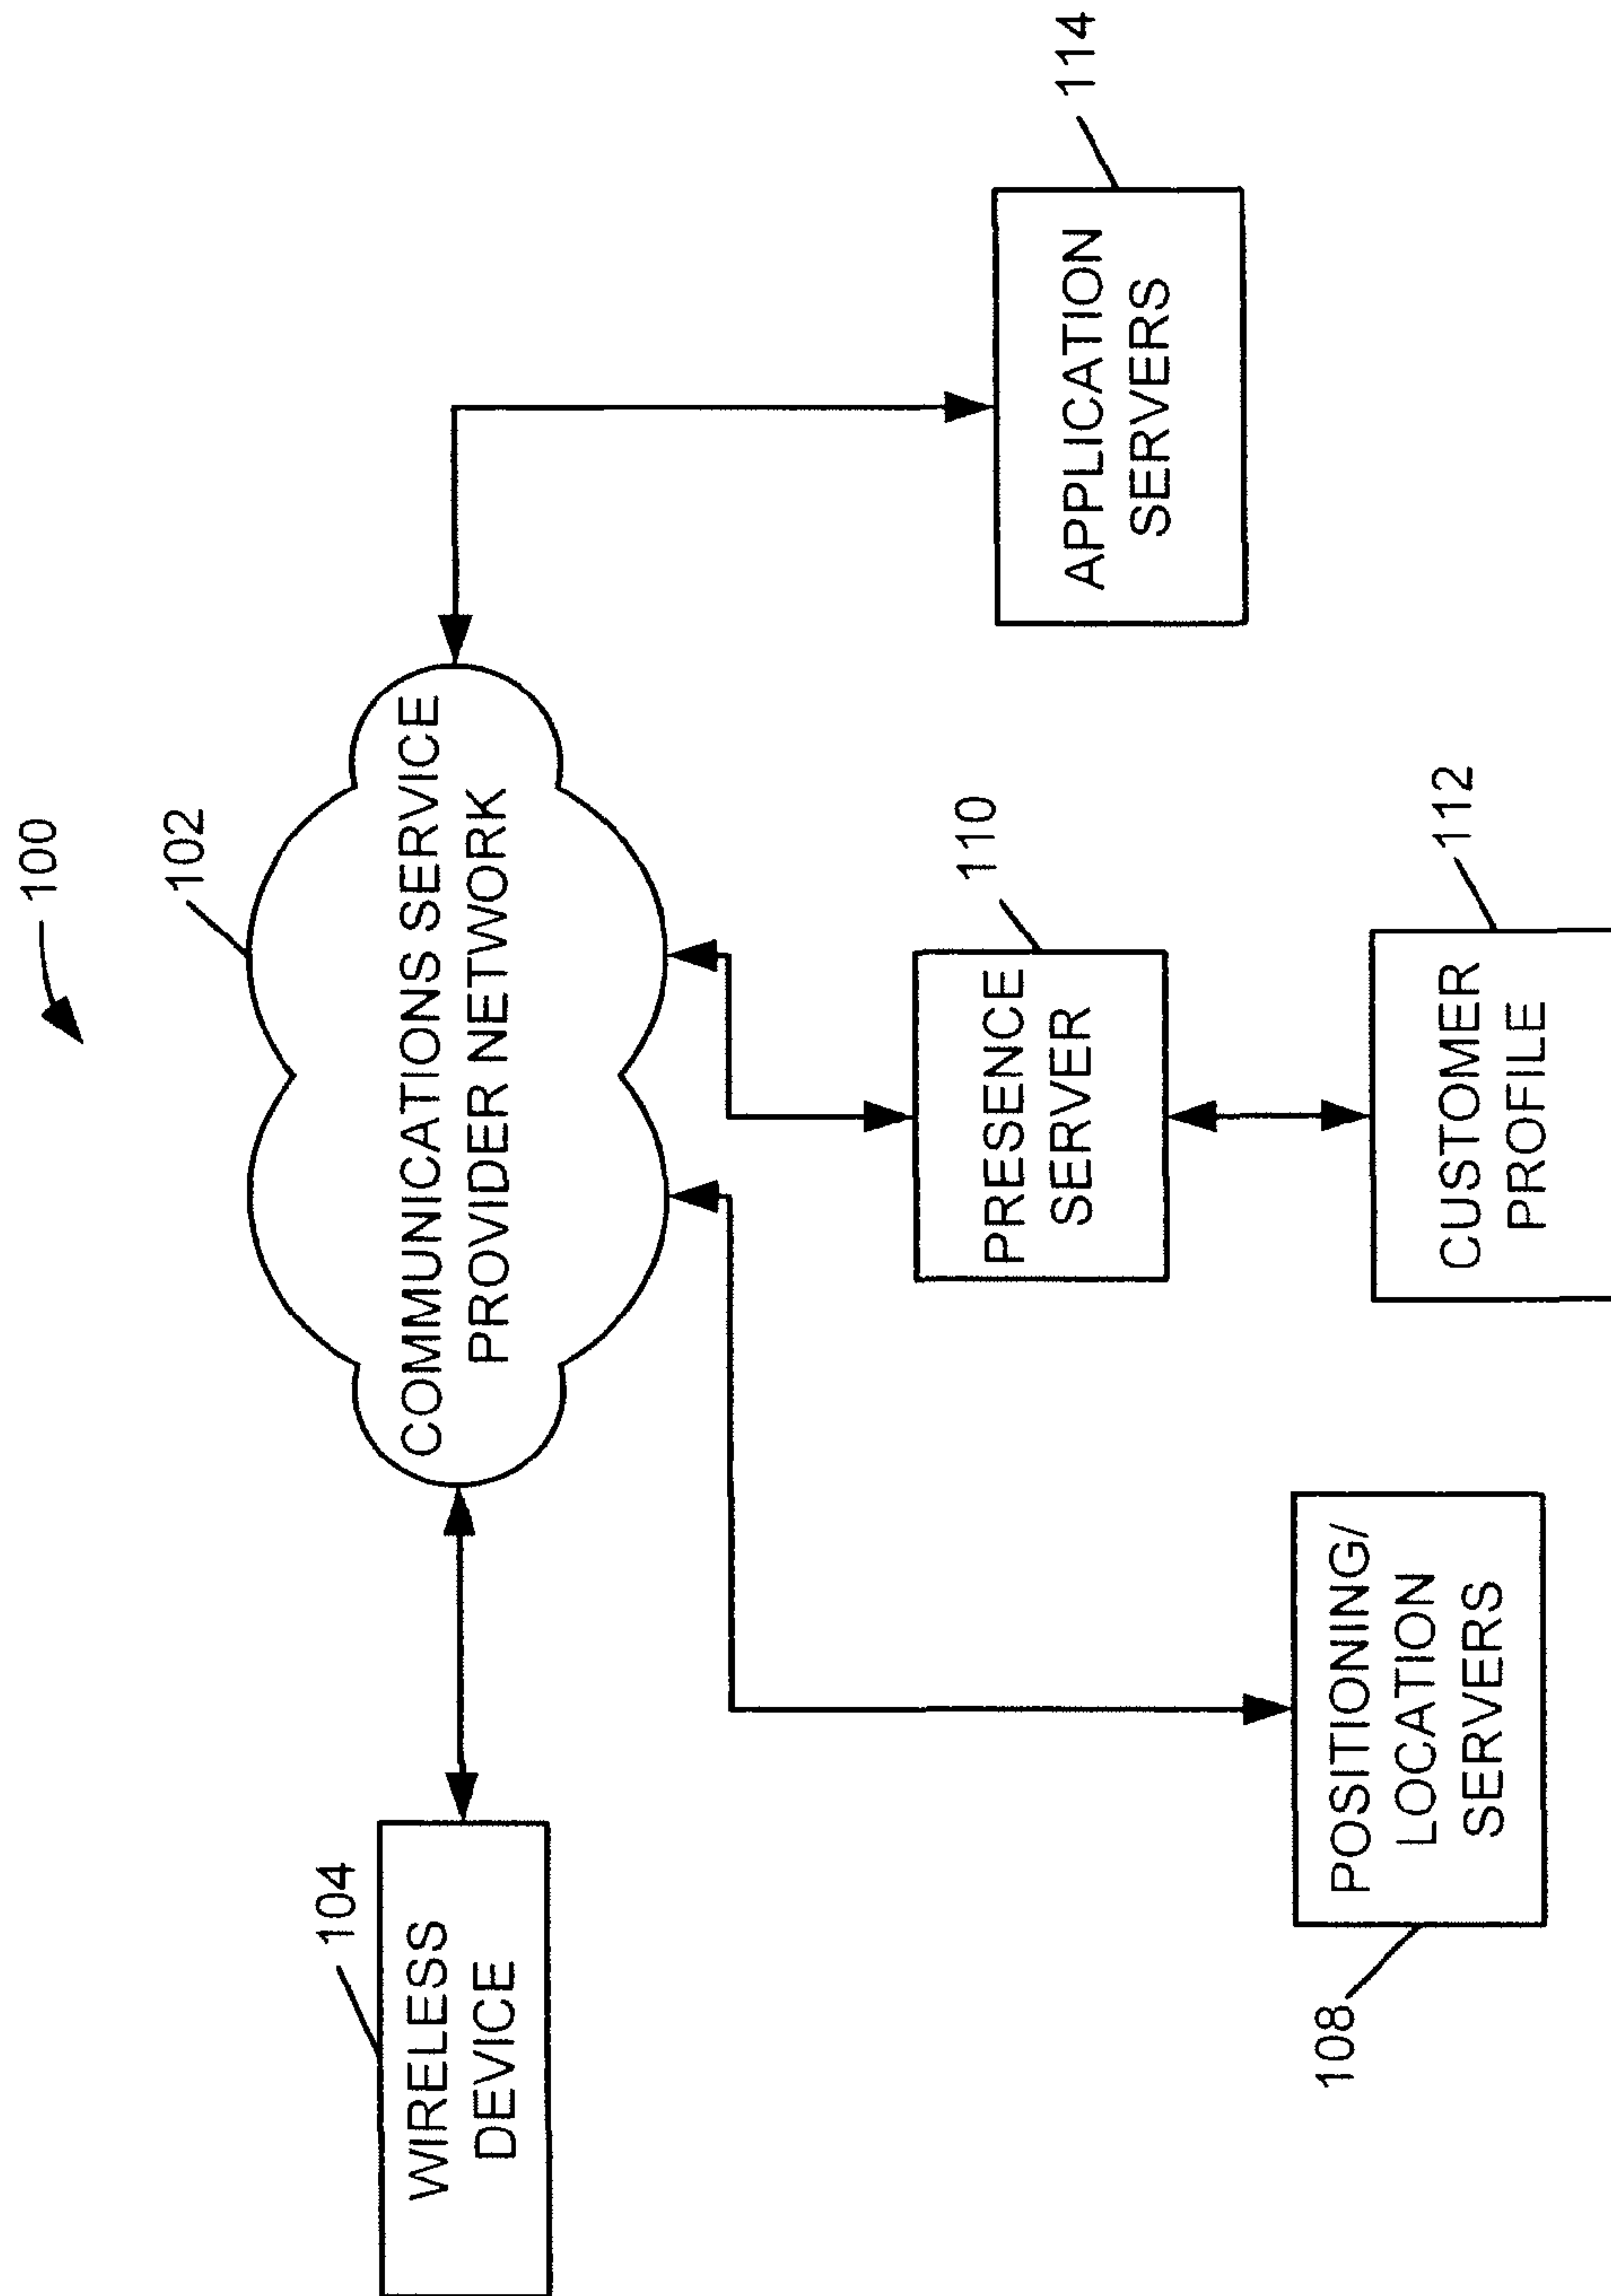 100
102
COMMUNICATIONS SERVICE
PROVIDER NETWORK
104
WIRELESS
DEVICE
110
PRESENCE
SERVER
114
APPLICATION
SERVERS
108
POSITIONING/
LOCATION
SERVERS
112
CUSTOMER
PROFILE